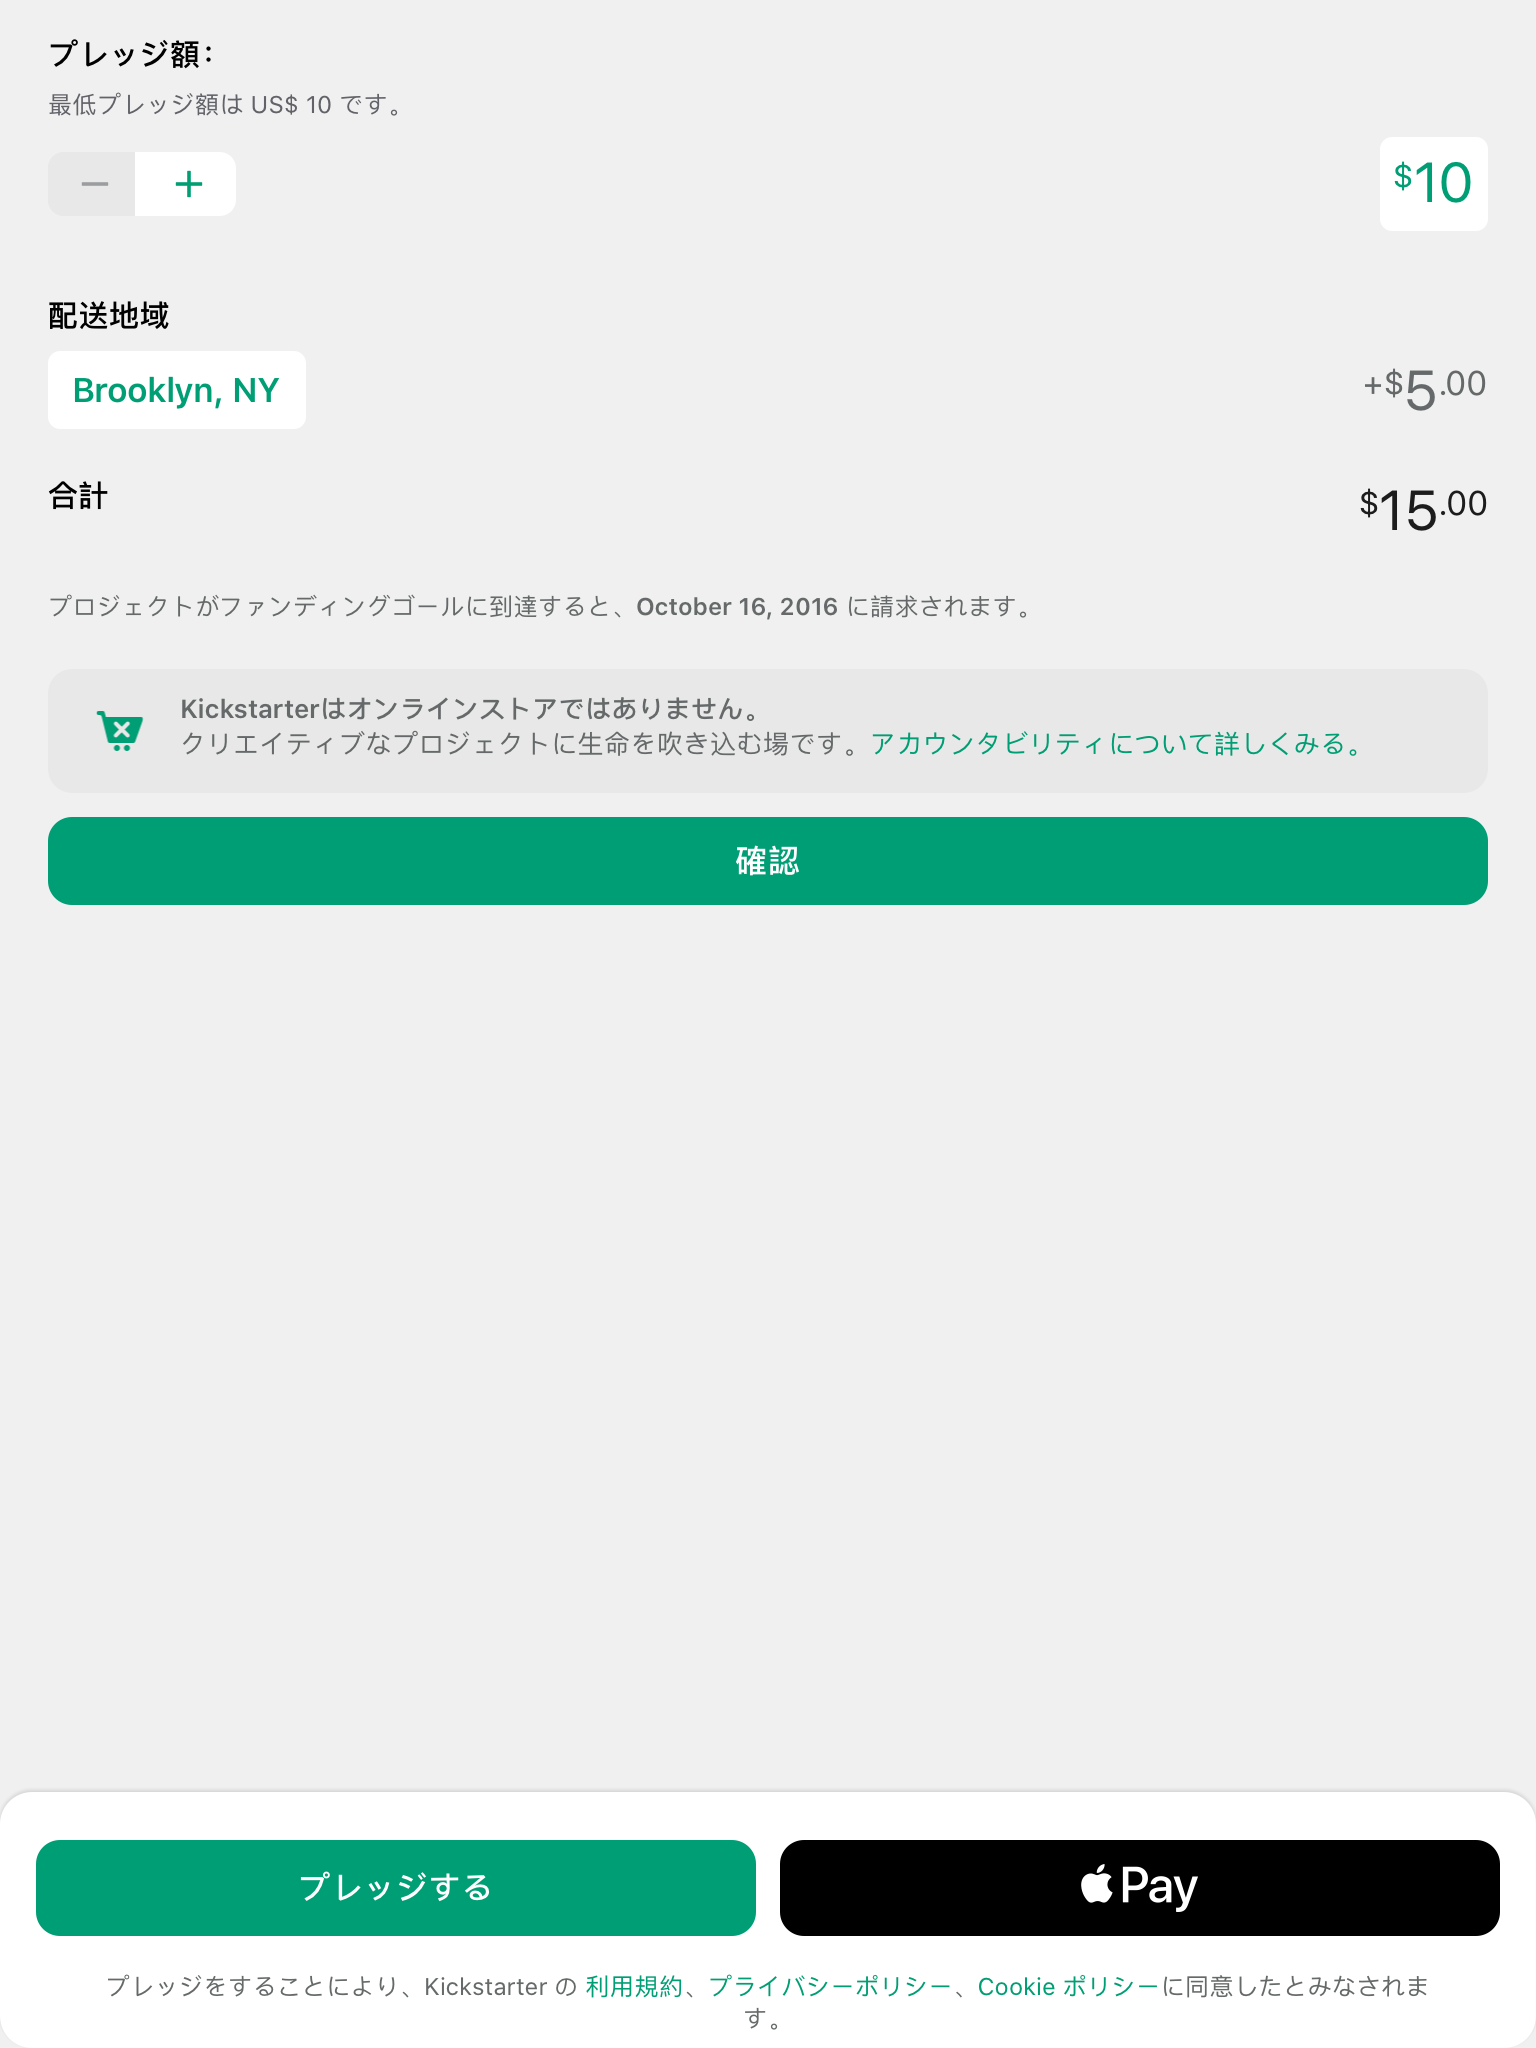 プレッジ額：
最低プレッジ額は US$ 10 です。
− +
$10
配送地域
Brooklyn, NY
+$5.00
合計
$15.00
プロジェクトがファンディングゴールに到達すると、October 16, 2016 に請求されます。
Kickstarterはオンラインストアではありません。
クリエイティブなプロジェクトに生命を吹き込む場です。アカウンタビリティについて詳しくみる。
確認
プレッジする
Pay
プレッジをすることにより、Kickstarter の 利用規約、プライバシーポリシー、Cookie ポリシーに同意したとみなされま
す。